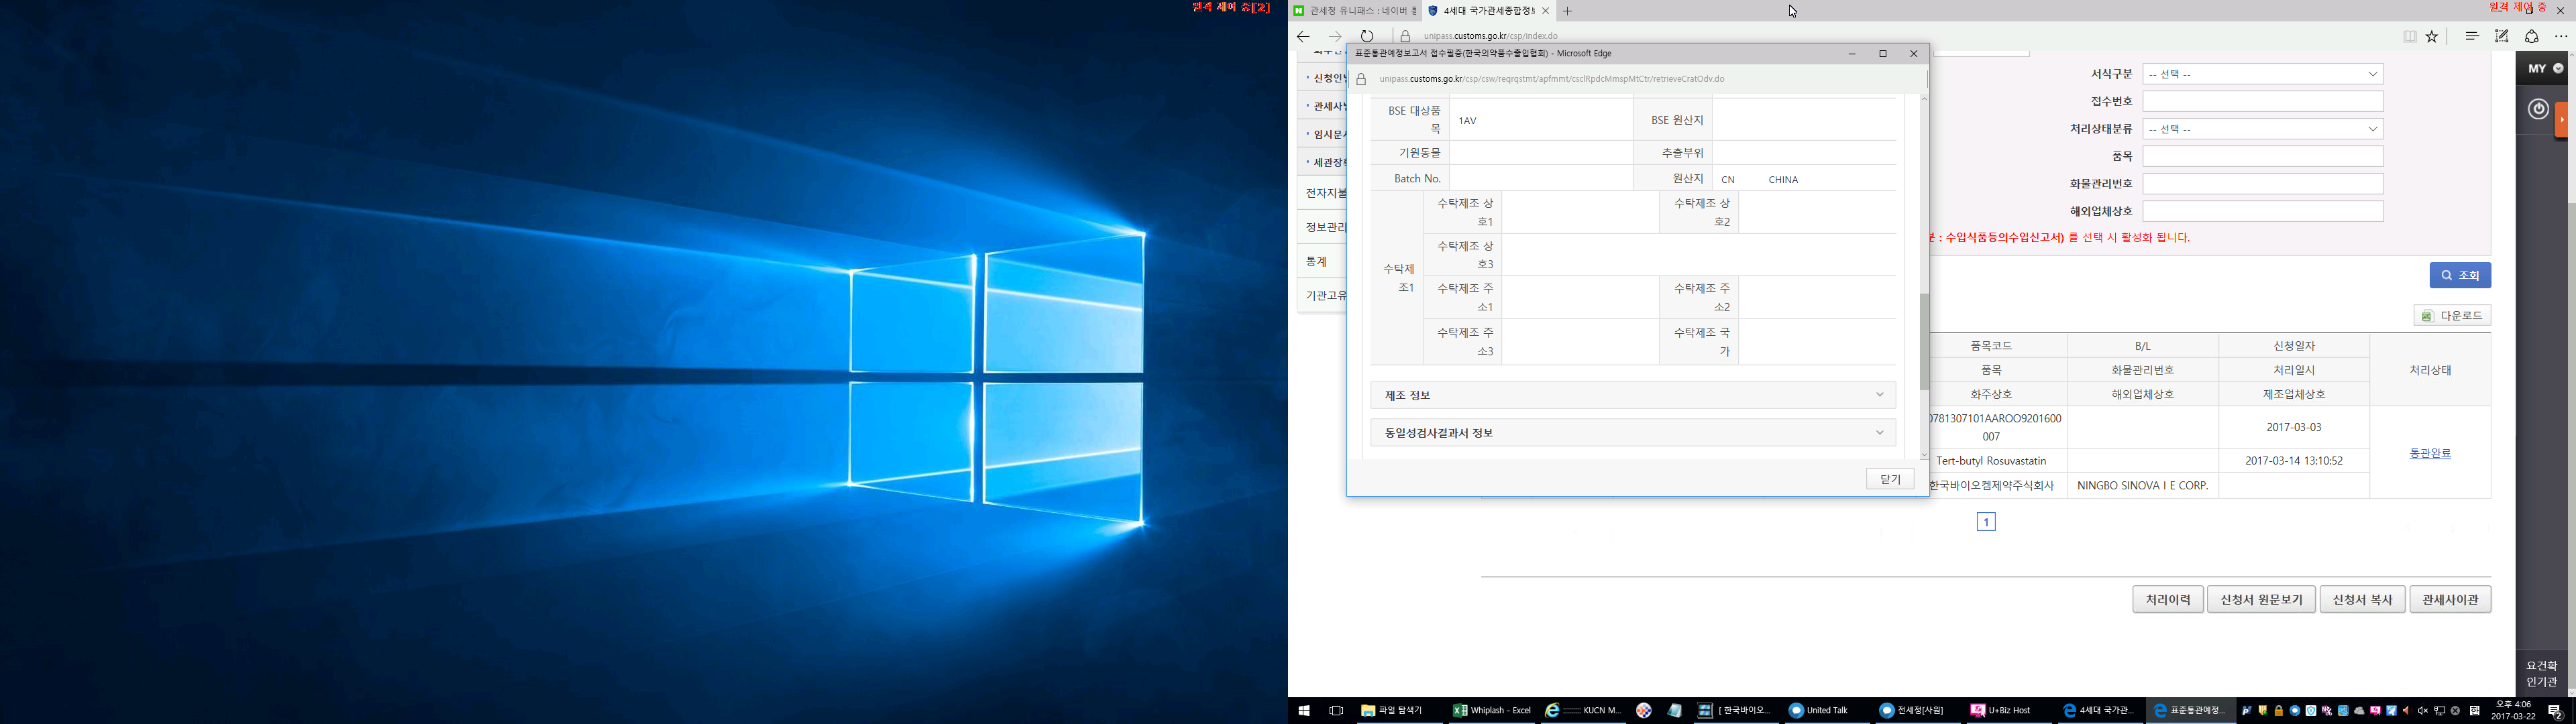 원격 제어 중[2]
관세청 유니패스 : 네이버 통
4세대 국가관세종합정보
원격 제어 중
unipass.customs.go.kr/csp/index.do
표준통관예정보고서 접수필증(한국의약품수출입협회) - Microsoft Edge
unipass.customs.go.kr/csp/csw/reqrqstmt/apfmmt/csclRpdcMmspMtCtr/retrieveCratOdv.do
MY
전자지불
정보관리
통계
기관고유
BSE 대상품목
1AV
BSE 원산지
기원동물
추출부위
Batch No.
원산지
CN CHINA
수탁제조1
수탁제조 상호1
수탁제조 상호2
수탁제조 상호3
수탁제조 주소1
수탁제조 주소2
수탁제조 주소3
수탁제조 국가
제조 정보
동일성검사결과서 정보
닫기
서식구분
-- 선택 --
접수번호
처리상태분류
-- 선택 --
품목
화물관리번호
해외업체상호
: 수입식품등의수입신고서) 를 선택 시 활성화 됩니다.
조회
다운로드
품목코드 B/L 신청일자
품목 화물관리번호 처리일시 처리상태
화주상호 해외업체상호 제조업체상호
0781307101AAROO9201600
007
2017-03-03
통관완료
Tert-butyl Rosuvastatin 2017-03-14 13:10:52
한국바이오켐제약주식회사 NINGBO SINOVA I E CORP.
1
처리이력 신청서 원문보기 신청서 복사 관세사이관
요건확
인기관
파일 탐색기
Whiplash - Excel
KUCN M...
[ 한국바이오...
United Talk
전세정[사원]
U+Biz Host
4세대 국가관...
표준통관예정...
오후 4:06
2017-03-22